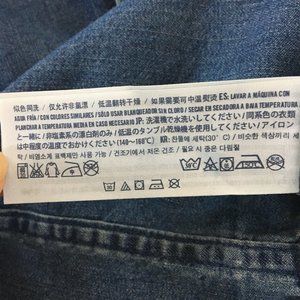 似色同洗 / 仅允许非氯漂 / 低温翻转干燥 / 如果需要可中温熨烫 ES: LAVAR A MÁQUINA CON
AGUA FRÍA / CON COLORES SIMILARES / SÓLO USAR BLANQUEADOR SIN CLORO / SECAR EN SECADORA A BAJA TEMPERATURA
PLANCHAR A TEMPERATURA MEDIA EN CASO NECESARIO JP: 洗濯機で水洗いしてください / 同系色の衣類
と一緒に / 非塩素系の漂白剤のみ / 低温のタンブル乾燥機を使用してください / アイロン
程度の温度でおかけください(140~160℃) KR: 찬물에 세탁(30℃) / 비슷한 색상끼리 세
탁 / 비염소계 표백제만 사용 / 건조기에서 저온 건조 / 필요 시 중간 온도 다림질